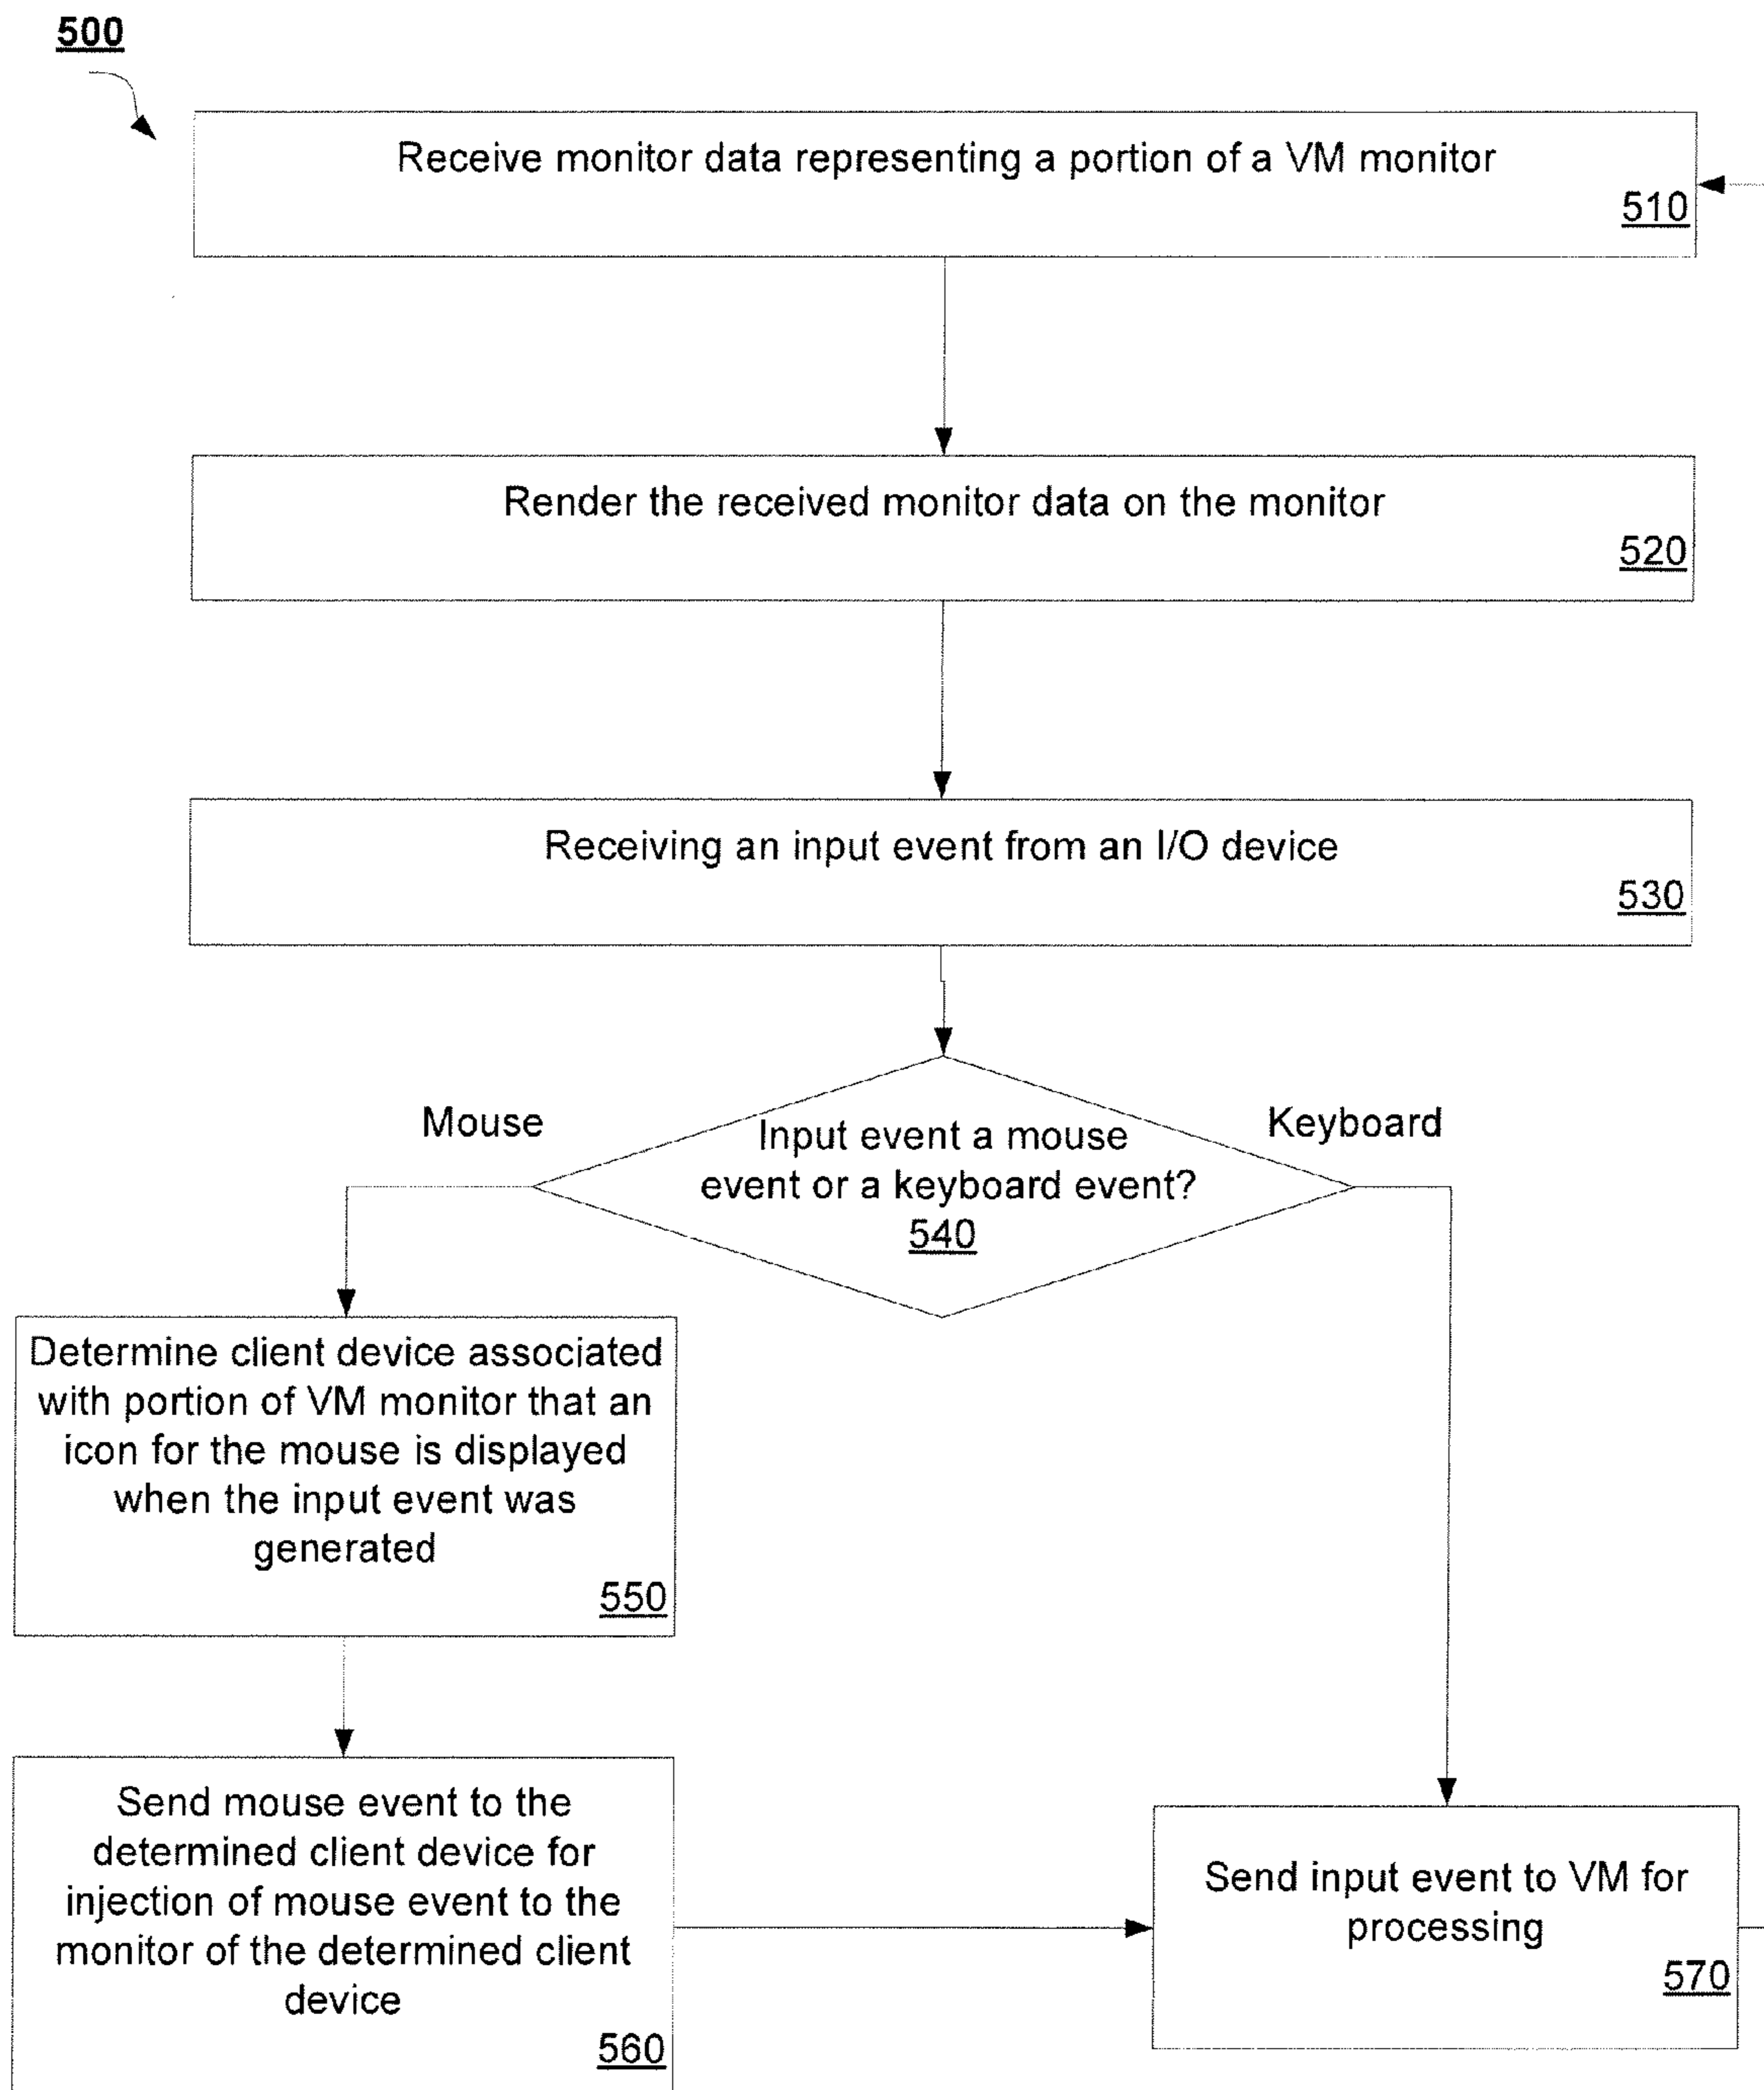 500
Receive monitor data representing a portion of a VM monitor
510
Render the received monitor data on the monitor
520
Receiving an input event from an I/O device
530
Mouse
Keyboard
Input event a mouse
event or a keyboard event?
540
Determine client device associated
with portion of VM monitor that an
icon for the mouse is displayed
when the input event was
generated
550
Send mouse event to the
determined client device for
injection of mouse event to the
monitor of the determined client
device
560
Send input event to VM for
processing
570